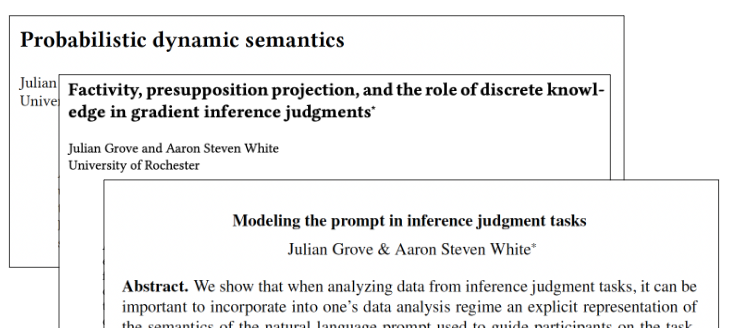 Probabilistic dynamic semantics
Julian
Unive
Factivity, presupposition projection, and the role of discrete knowl-
edge in gradient inference judgments*
Julian Grove and Aaron Steven White
University of Rochester
Modeling the prompt in inference judgment tasks
Julian Grove & Aaron Steven White*
Abstract. We show that when analyzing data from inference judgment tasks, it can be
important to incorporate into one's data analysis regime an explicit representation of
the semantics of the natural language prompt used to guide participants on the task.